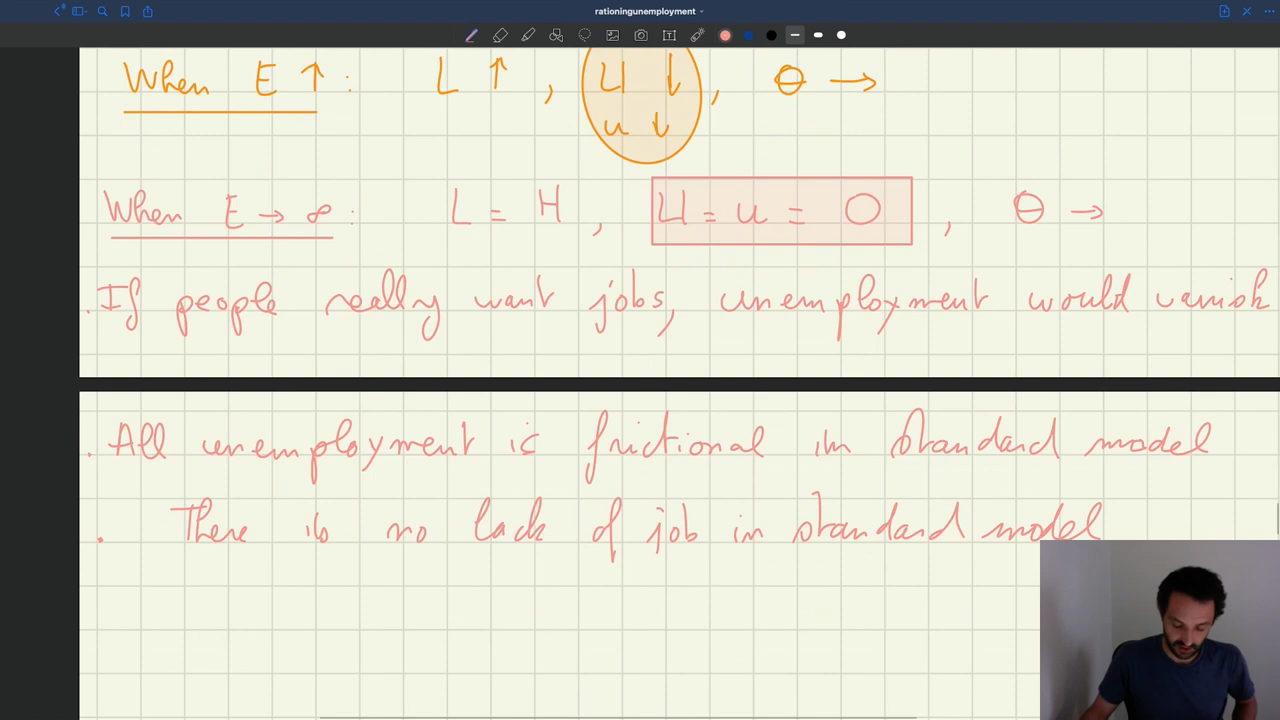 rationingunemployment
When E ↑ : L ↑ , U ↓ , θ →
u ↓
When E → ∞ : L = H , U = u = 0 , θ →
. If people really want jobs, unemployment would vanish
. All unemployment is frictional in standard model
. There is no lack of job in standard model